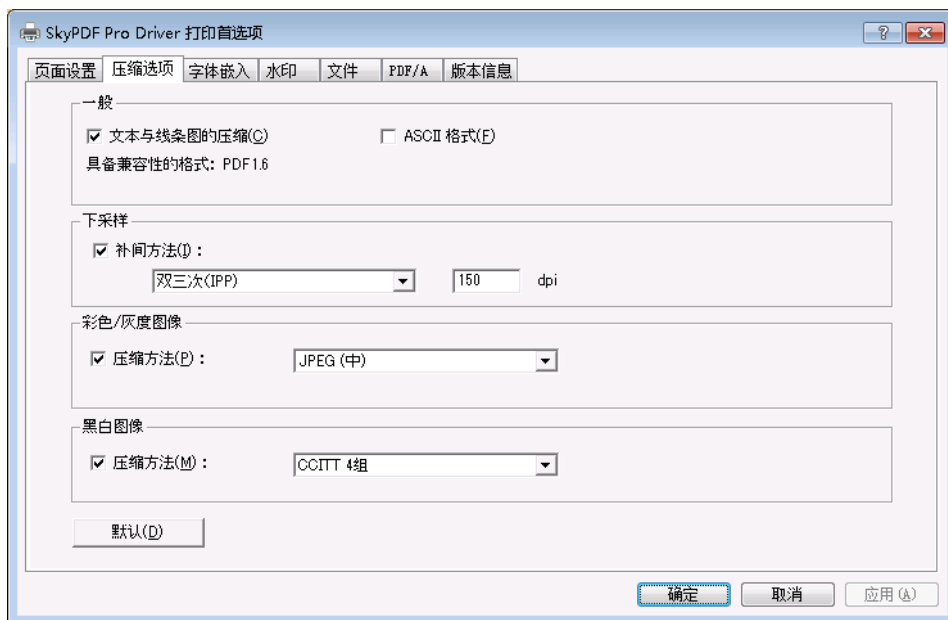 SkyPDF Pro Driver 打印首选项
页面设置 压缩选项 字体嵌入 水印 文件 PDF/A 版本信息
一般
文本与线条图的压缩(C) ASCII 格式(F)
具备兼容性的格式: PDF1.6
下采样
补间方法(I):
双三次(IPP) 150 dpi
彩色/灰度图像
压缩方法(P): JPEG (中)
黑白图像
压缩方法(M): CCITT 4组
默认(D)
确定 取消 应用(A)